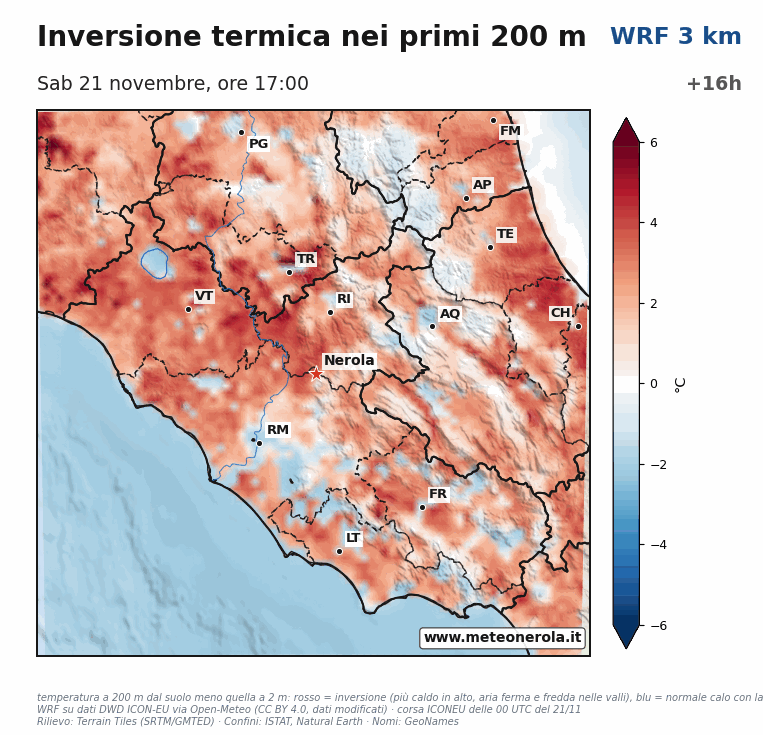 Inversione termica nei primi 200 m
WRF 3 km
Sab 21 novembre, ore 17:00
+16h
FM
PG
AP
TE
TR
VT
RI
AQ
CH
Nerola
RM
FR
LT
www.meteonerola.it
6
4
2
0
−2
−4
−6
°C
temperatura a 200 m dal suolo meno quella a 2 m: rosso = inversione (più caldo in alto, aria ferma e fredda nelle valli), blu = normale calo con la
WRF su dati DWD ICON-EU via Open-Meteo (CC BY 4.0, dati modificati) · corsa ICONEU delle 00 UTC del 21/11
Rilievo: Terrain Tiles (SRTM/GMTED) · Confini: ISTAT, Natural Earth · Nomi: GeoNames